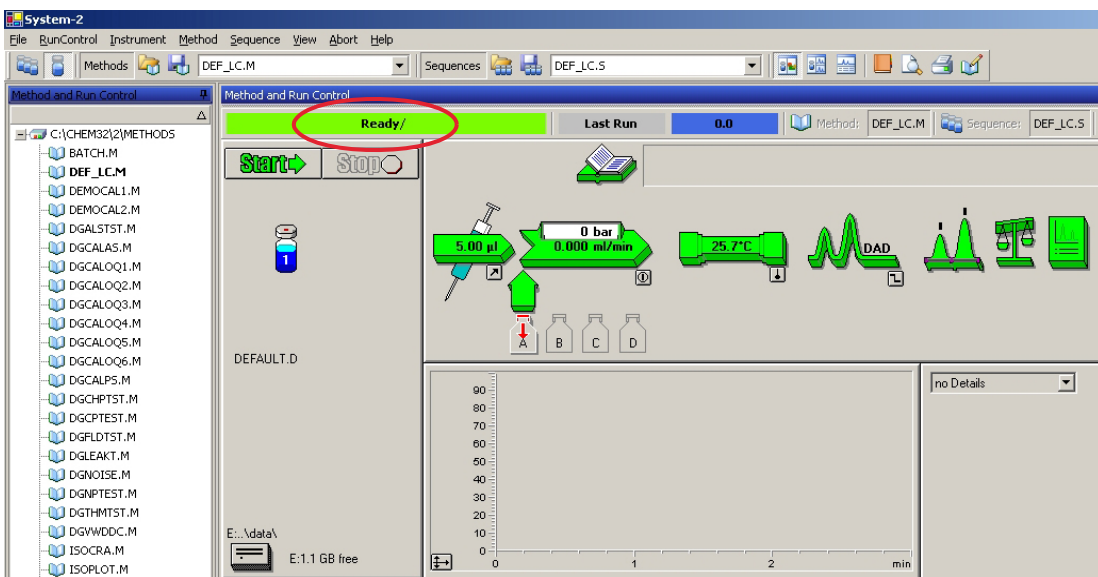 System-2
File RunControl Instrument Method Sequence View Abort Help
Methods DEF_LC.M Sequences DEF_LC.S
Method and Run Control
C:\CHEM32\2\METHODS
BATCH.M
DEF_LC.M
DEMOCAL1.M
DEMOCAL2.M
DGALSTST.M
DGCALAS.M
DGCALOQ1.M
DGCALOQ2.M
DGCALOQ3.M
DGCALOQ4.M
DGCALOQ5.M
DGCALOQ6.M
DGCALPS.M
DGCHPTST.M
DGCPTEST.M
DGFLDTST.M
DGLEAKT.M
DGNOISE.M
DGNPTEST.M
DGTHMTST.M
DGVWDDC.M
ISOCRA.M
ISOPLOT.M
Method and Run Control
Ready/ Last Run 0.0 Method: DEF_LC.M Sequence: DEF_LC.S
Start Stop
1
DEFAULT.D
E:..\data\
E:1.1 GB free
5.00 µl
0 bar
0.000 ml/min
25.7°C
DAD
A B C D
90
80
70
60
50
40
30
20
10
0
0 1 2 min
no Details